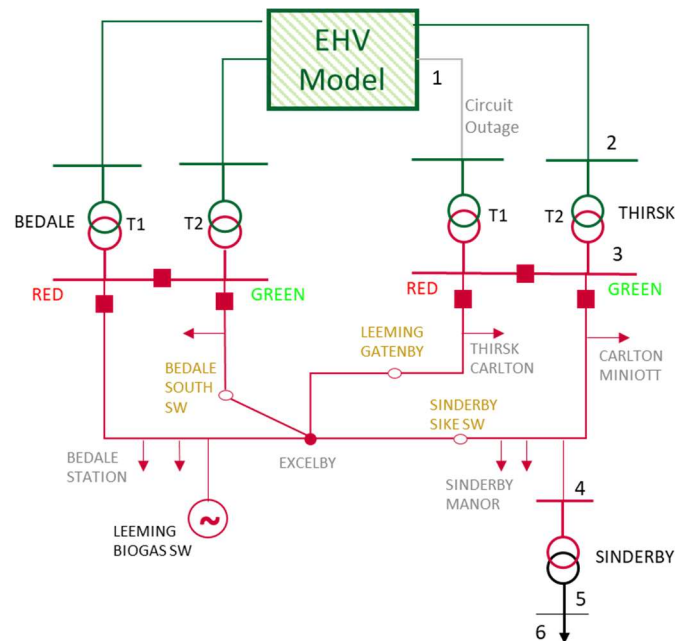 EHV
Model
1
Circuit
Outage
2
BEDALE
T1
T2
T1
T2
THIRSK
3
RED
GREEN
RED
GREEN
LEEMING
GATENBY
THIRSK
CARLTON
CARLTON
MINIOTT
BEDALE
SOUTH
SW
SINDERBY
SIKE SW
BEDALE
STATION
EXCELBY
SINDERBY
MANOR
4
LEEMING
BIOGAS SW
~
SINDERBY
5
6